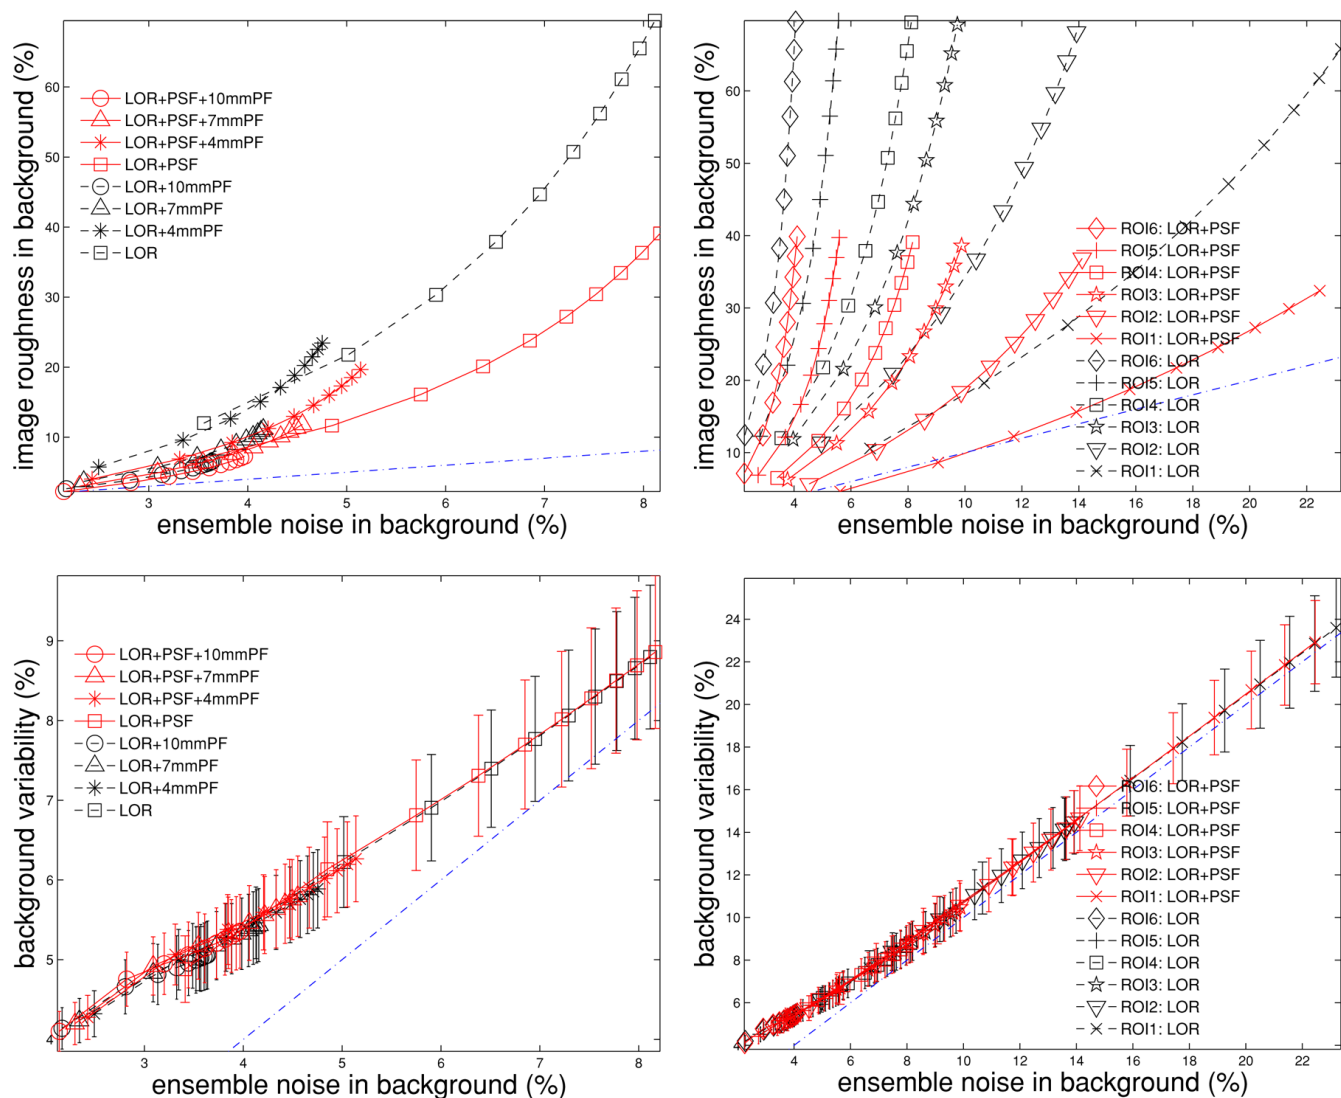 image roughness in background (%)
60
50
40
30
20
10
LOR+PSF+10mmPF
LOR+PSF+7mmPF
LOR+PSF+4mmPF
LOR+PSF
LOR+10mmPF
LOR+7mmPF
LOR+4mmPF
LOR
3 4 5 6 7 8
ensemble noise in background (%)
image roughness in background (%)
60
50
40
30
20
10
ROI6: LOR+PSF
ROI5: LOR+PSF
ROI4: LOR+PSF
ROI3: LOR+PSF
ROI2: LOR+PSF
ROI1: LOR+PSF
ROI6: LOR
ROI5: LOR
ROI4: LOR
ROI3: LOR
ROI2: LOR
ROI1: LOR
4 6 8 10 12 14 16 18 20 22
ensemble noise in background (%)
background variability (%)
9
8
7
6
5
4
LOR+PSF+10mmPF
LOR+PSF+7mmPF
LOR+PSF+4mmPF
LOR+PSF
LOR+10mmPF
LOR+7mmPF
LOR+4mmPF
LOR
3 4 5 6 7 8
ensemble noise in background (%)
background variability (%)
24
22
20
18
16
14
12
10
8
6
4
ROI6: LOR+PSF
ROI5: LOR+PSF
ROI4: LOR+PSF
ROI3: LOR+PSF
ROI2: LOR+PSF
ROI1: LOR+PSF
ROI6: LOR
ROI5: LOR
ROI4: LOR
ROI3: LOR
ROI2: LOR
ROI1: LOR
4 6 8 10 12 14 16 18 20 22
ensemble noise in background (%)